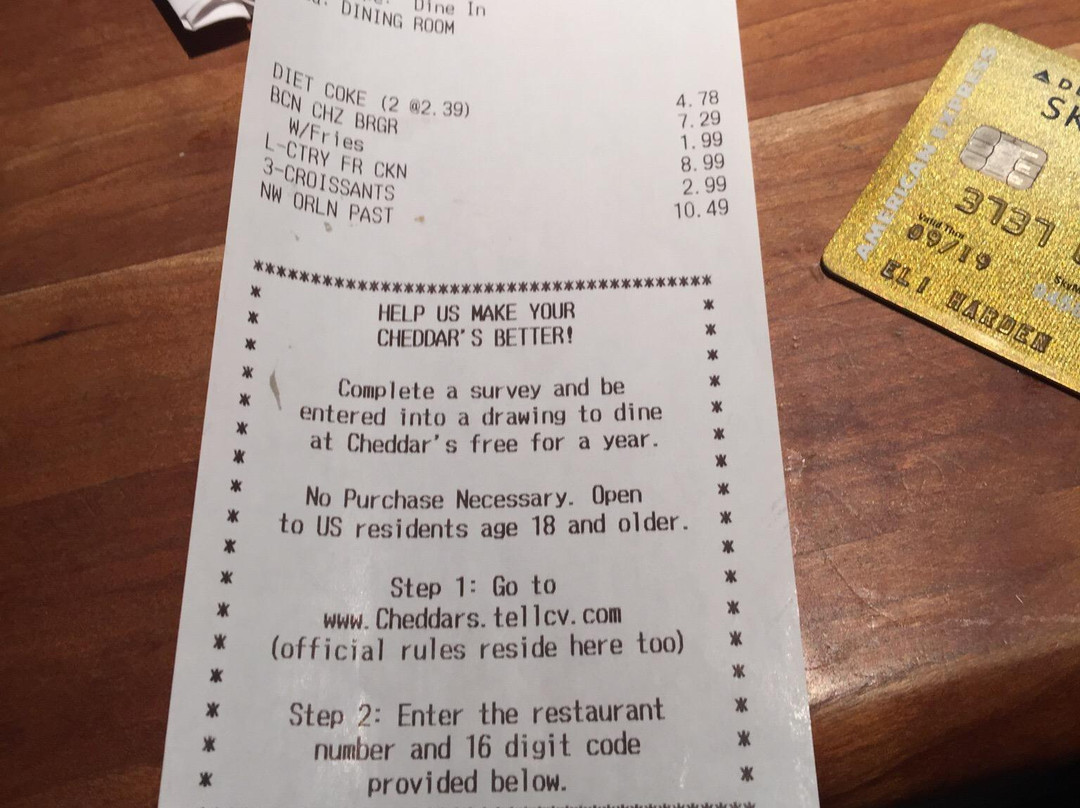 Dine In
DINING ROOM
DIET COKE (2 @2.39) 4.78
BCN CHZ BRGR 7.29
W/Fries 1.99
L-CTRY FR CKN 8.99
3-CROISSANTS 2.99
NW ORLN PAST 10.49
****************************************
HELP US MAKE YOUR
CHEDDAR'S BETTER!
Complete a survey and be
entered into a drawing to dine
at Cheddar's free for a year.
No Purchase Necessary. Open
to US residents age 18 and older.
Step 1: Go to
www.Cheddars.tellcv.com
(official rules reside here too)
Step 2: Enter the restaurant
number and 16 digit code
provided below.
AMERICAN EXPRESS
3737
Valid Thru
09/19
ELI HARDEN